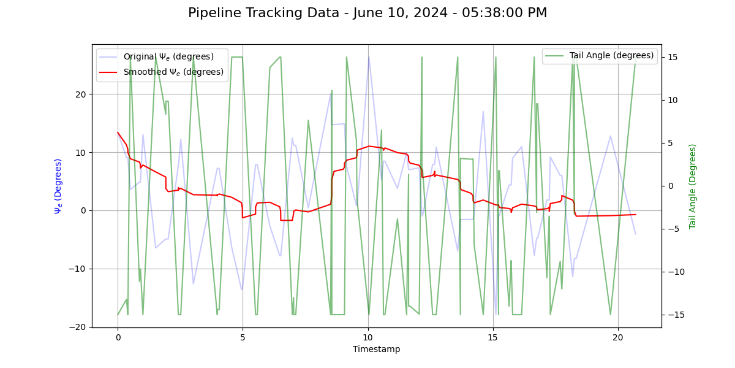 Pipeline Tracking Data - June 10, 2024 - 05:38:00 PM
Original Ψe (degrees)
Smoothed Ψe (degrees)
Tail Angle (degrees)
20
10
0
−10
−20
Ψe (Degrees)
15
10
5
0
−5
−10
−15
Tail Angle (Degrees)
0 5 10 15 20
Timestamp